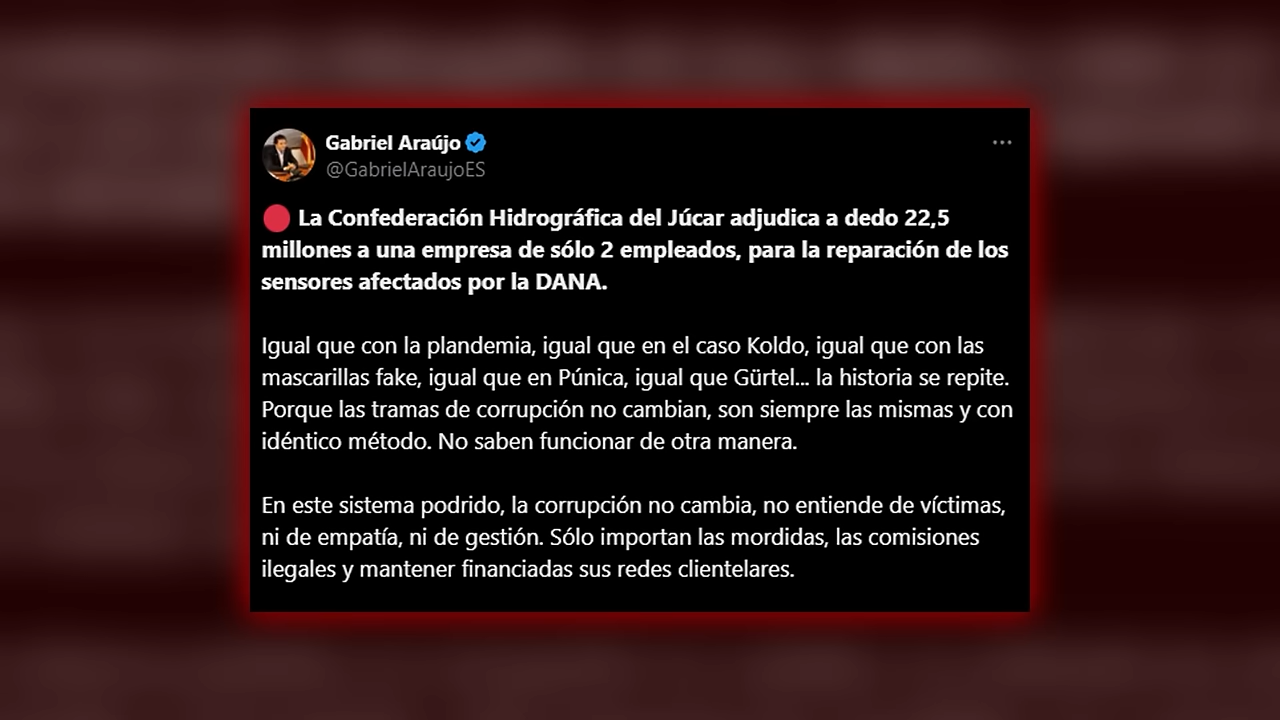 Gabriel Araújo
@GabrielAraujoES
La Confederación Hidrográfica del Júcar adjudica a dedo 22,5
millones a una empresa de sólo 2 empleados, para la reparación de los
sensores afectados por la DANA.
Igual que con la plandemia, igual que en el caso Koldo, igual que con las
mascarillas fake, igual que en Púnica, igual que Gürtel... la historia se repite.
Porque las tramas de corrupción no cambian, son siempre las mismas y con
idéntico método. No saben funcionar de otra manera.
En este sistema podrido, la corrupción no cambia, no entiende de víctimas,
ni de empatía, ni de gestión. Sólo importan las mordidas, las comisiones
ilegales y mantener financiadas sus redes clientelares.